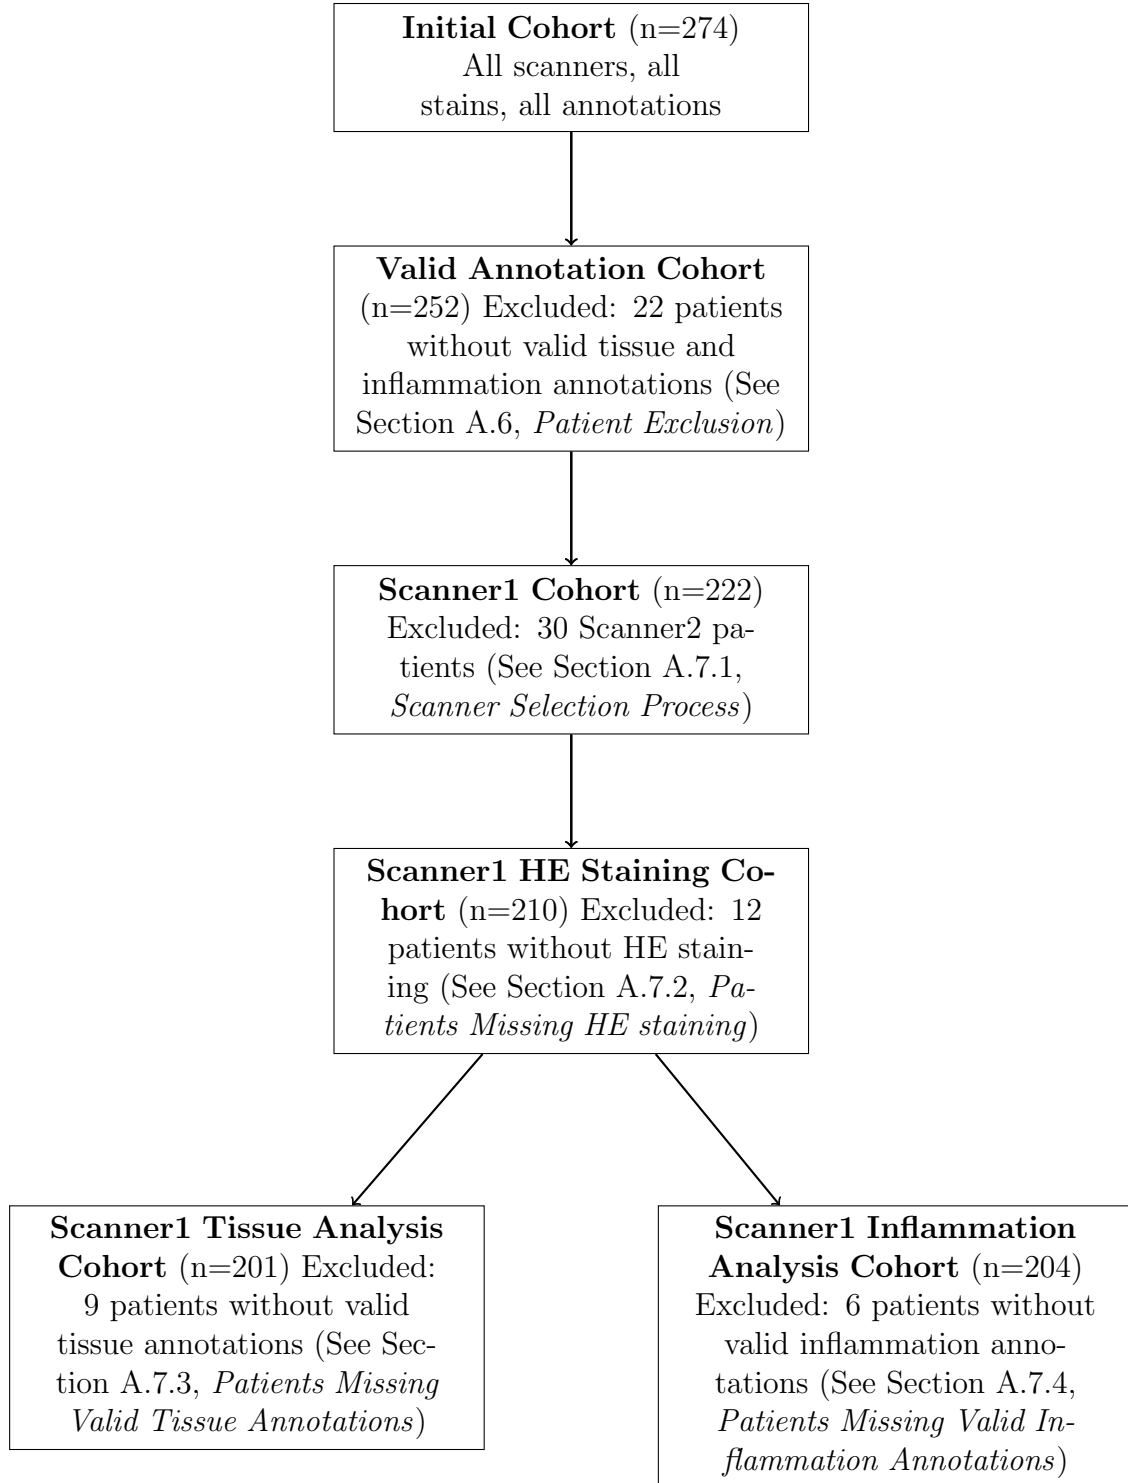 Initial Cohort (n=274)
All scanners, all
stains, all annotations
Valid Annotation Cohort
(n=252) Excluded: 22 patients
without valid tissue and
inflammation annotations (See
Section A.6, Patient Exclusion)
Scanner1 Cohort (n=222)
Excluded: 30 Scanner2 pa-
tients (See Section A.7.1,
Scanner Selection Process)
Scanner1 HE Staining Co-
hort (n=210) Excluded: 12
patients without HE stain-
ing (See Section A.7.2, Pa-
tients Missing HE staining)
Scanner1 Tissue Analysis
Cohort (n=201) Excluded:
9 patients without valid
tissue annotations (See Sec-
tion A.7.3, Patients Missing
Valid Tissue Annotations)
Scanner1 Inflammation
Analysis Cohort (n=204)
Excluded: 6 patients without
valid inflammation anno-
tations (See Section A.7.4,
Patients Missing Valid In-
flammation Annotations)